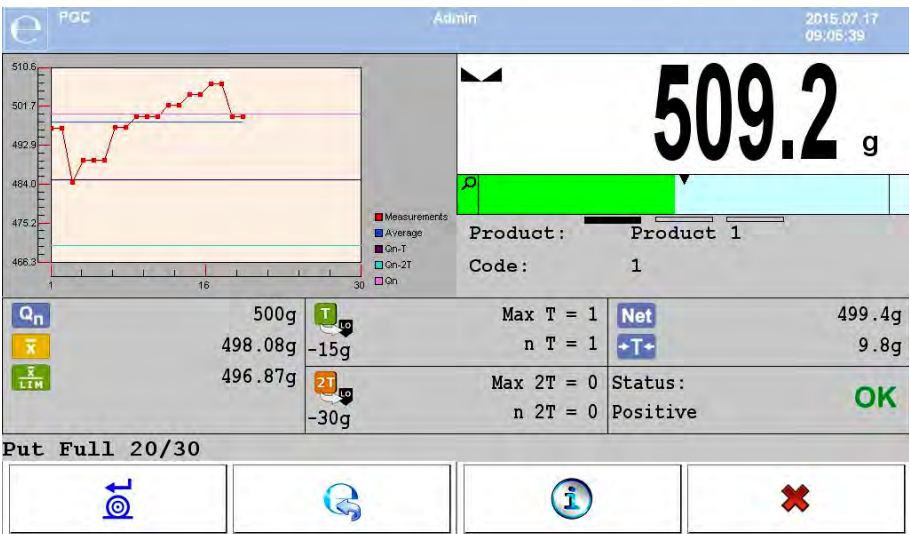 e PGC Admin 2015.07.17
09:05:39
510.6
501.7
492.9
484.0
475.2
466.3
1 16 30
Measurements
Average
Qn-T
Qn-2T
Qn
509.2 g
Product: Product 1
Code: 1
Qn 500g
x 498.08g
x LIM 496.87g
T LO Max T = 1
-15g n T = 1
2T LO Max 2T = 0
-30g n 2T = 0
Net 499.4g
T 9.8g
Status: OK
Positive
Put Full 20/30
i